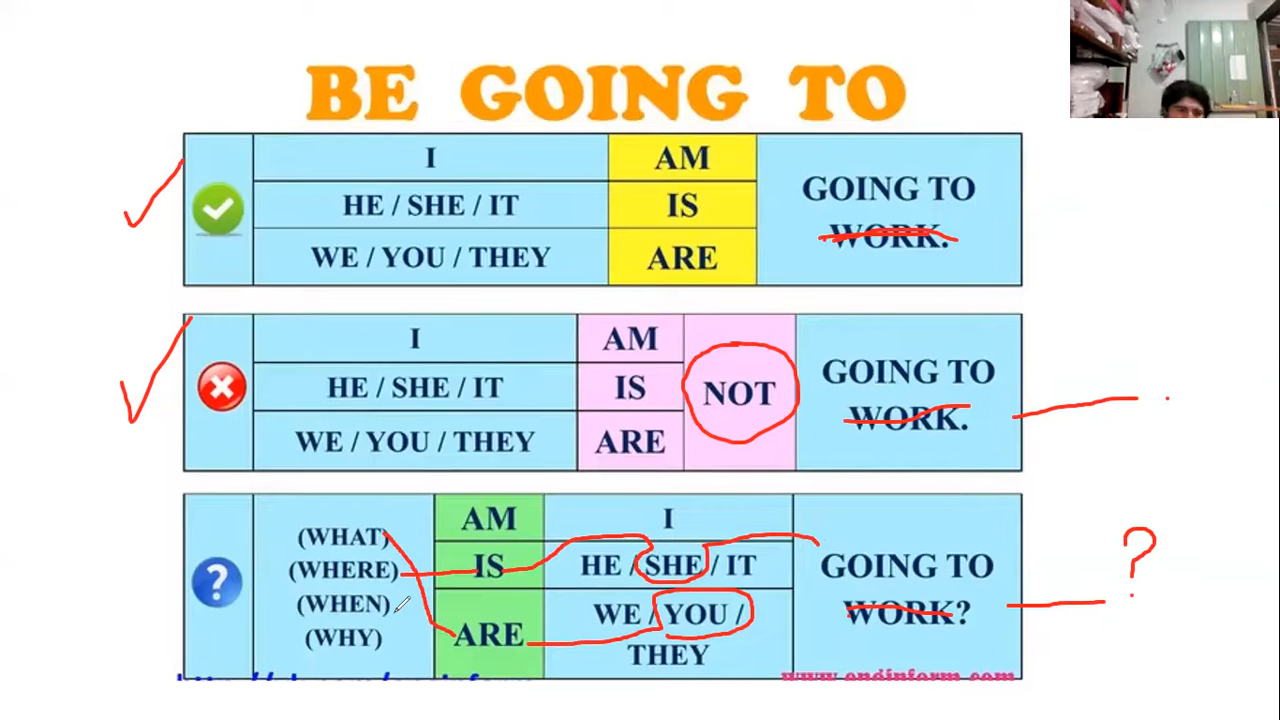 BE GOING TO
I AM
HE / SHE / IT IS
WE / YOU / THEY ARE
GOING TO
WORK.
I AM
HE / SHE / IT IS
WE / YOU / THEY ARE
NOT
GOING TO
WORK.
(WHAT)
(WHERE)
(WHEN)
(WHY)
AM I
IS HE / SHE / IT
ARE WE / YOU /
THEY
GOING TO
WORK?
?